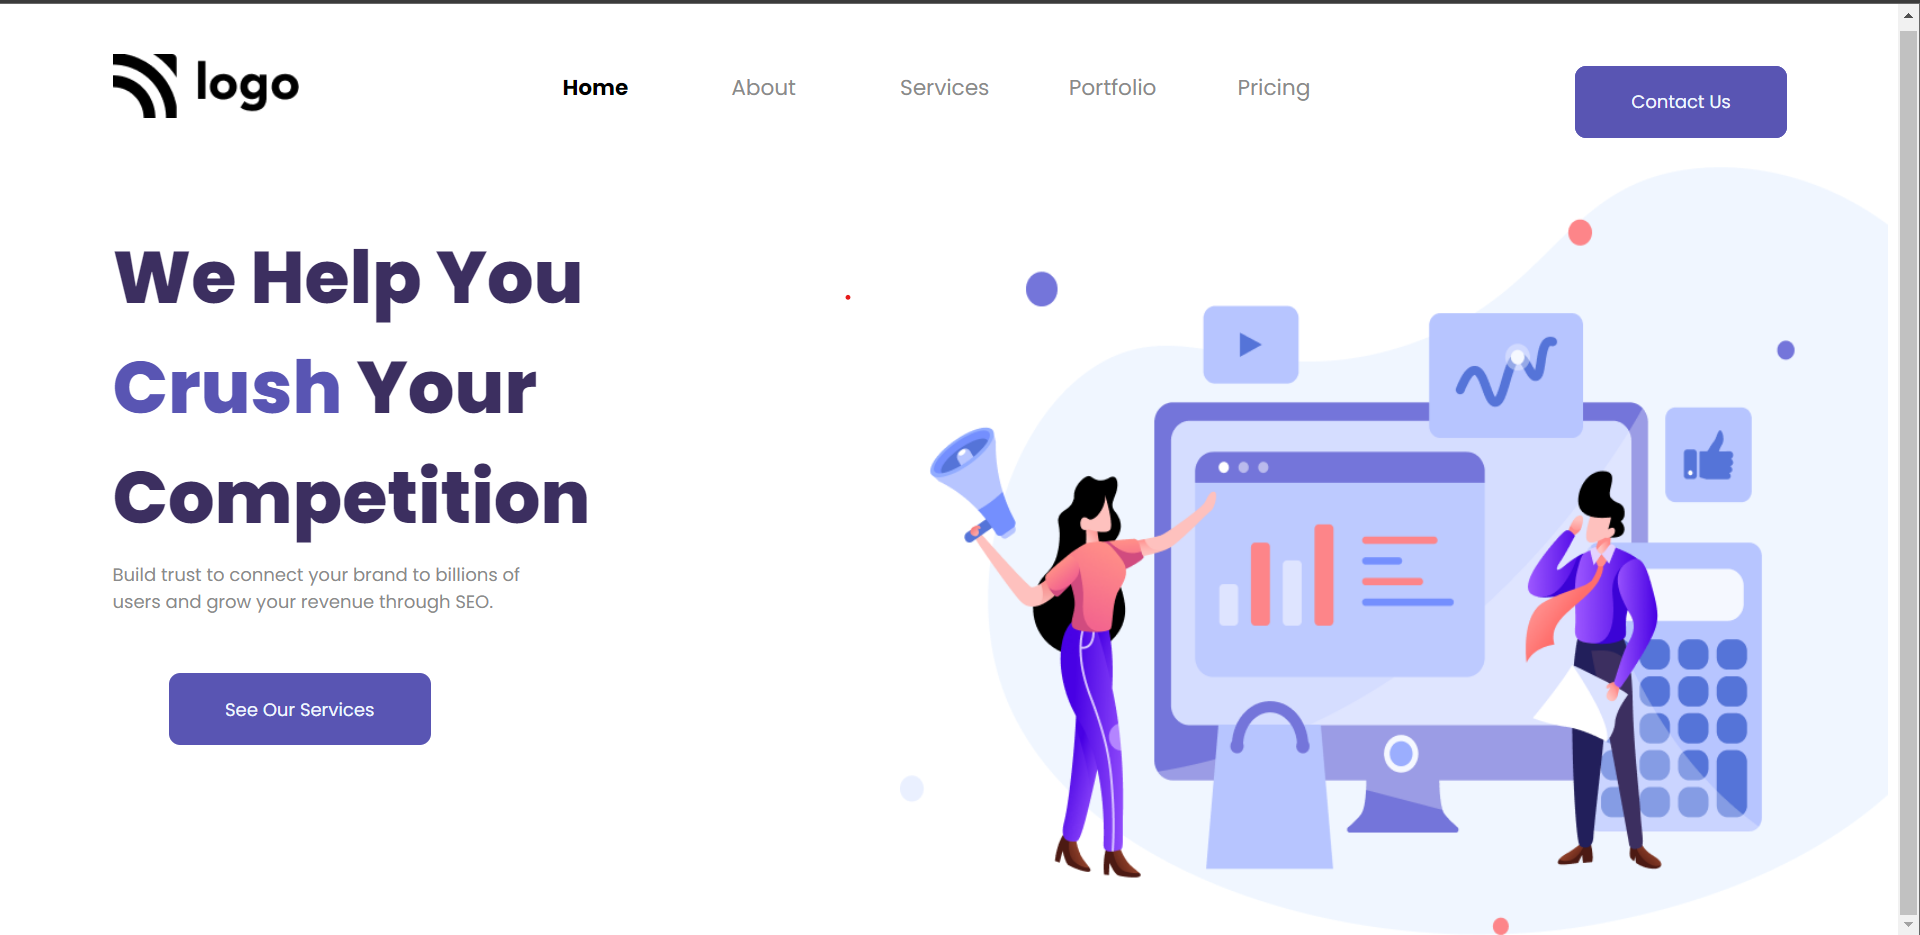 logo
Home About Services Portfolio Pricing
Contact Us
We Help You
Crush Your
Competition
Build trust to connect your brand to billions of
users and grow your revenue through SEO.
See Our Services